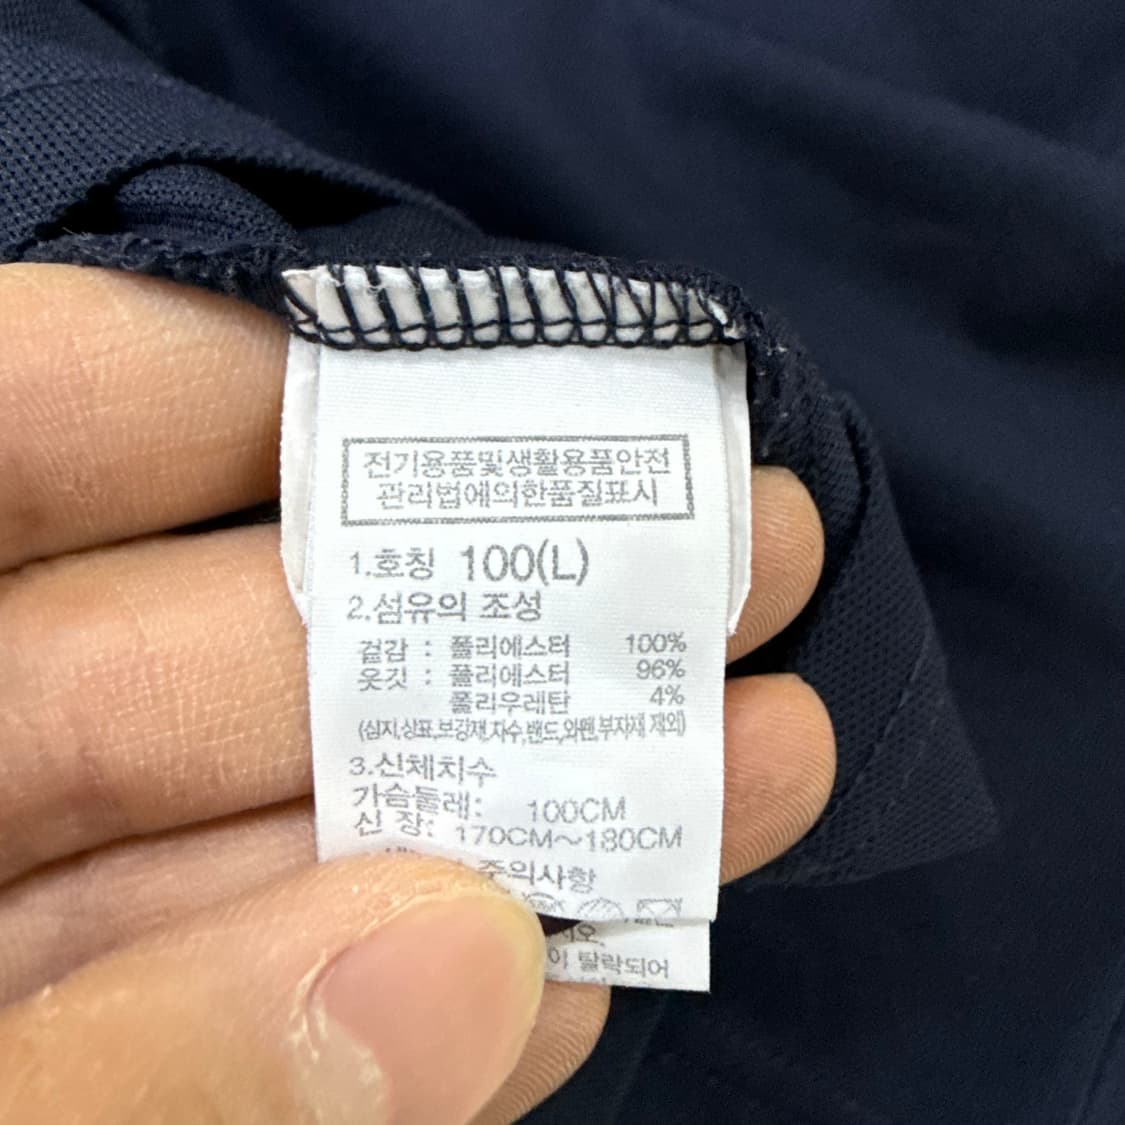 전기용품및생활용품안전
관리법에의한품질표시
1.호칭 100(L)
2.섬유의 조성
겉감 : 폴리에스터 100%
옷깃 : 폴리에스터 96%
폴리우레탄 4%
(심지,상표,보강재,자수,밴드,와펜,부자재 제외)
3.신체치수
가슴둘레: 100CM
신 장: 170CM~180CM
주의사항
시오.
이 탈락되어